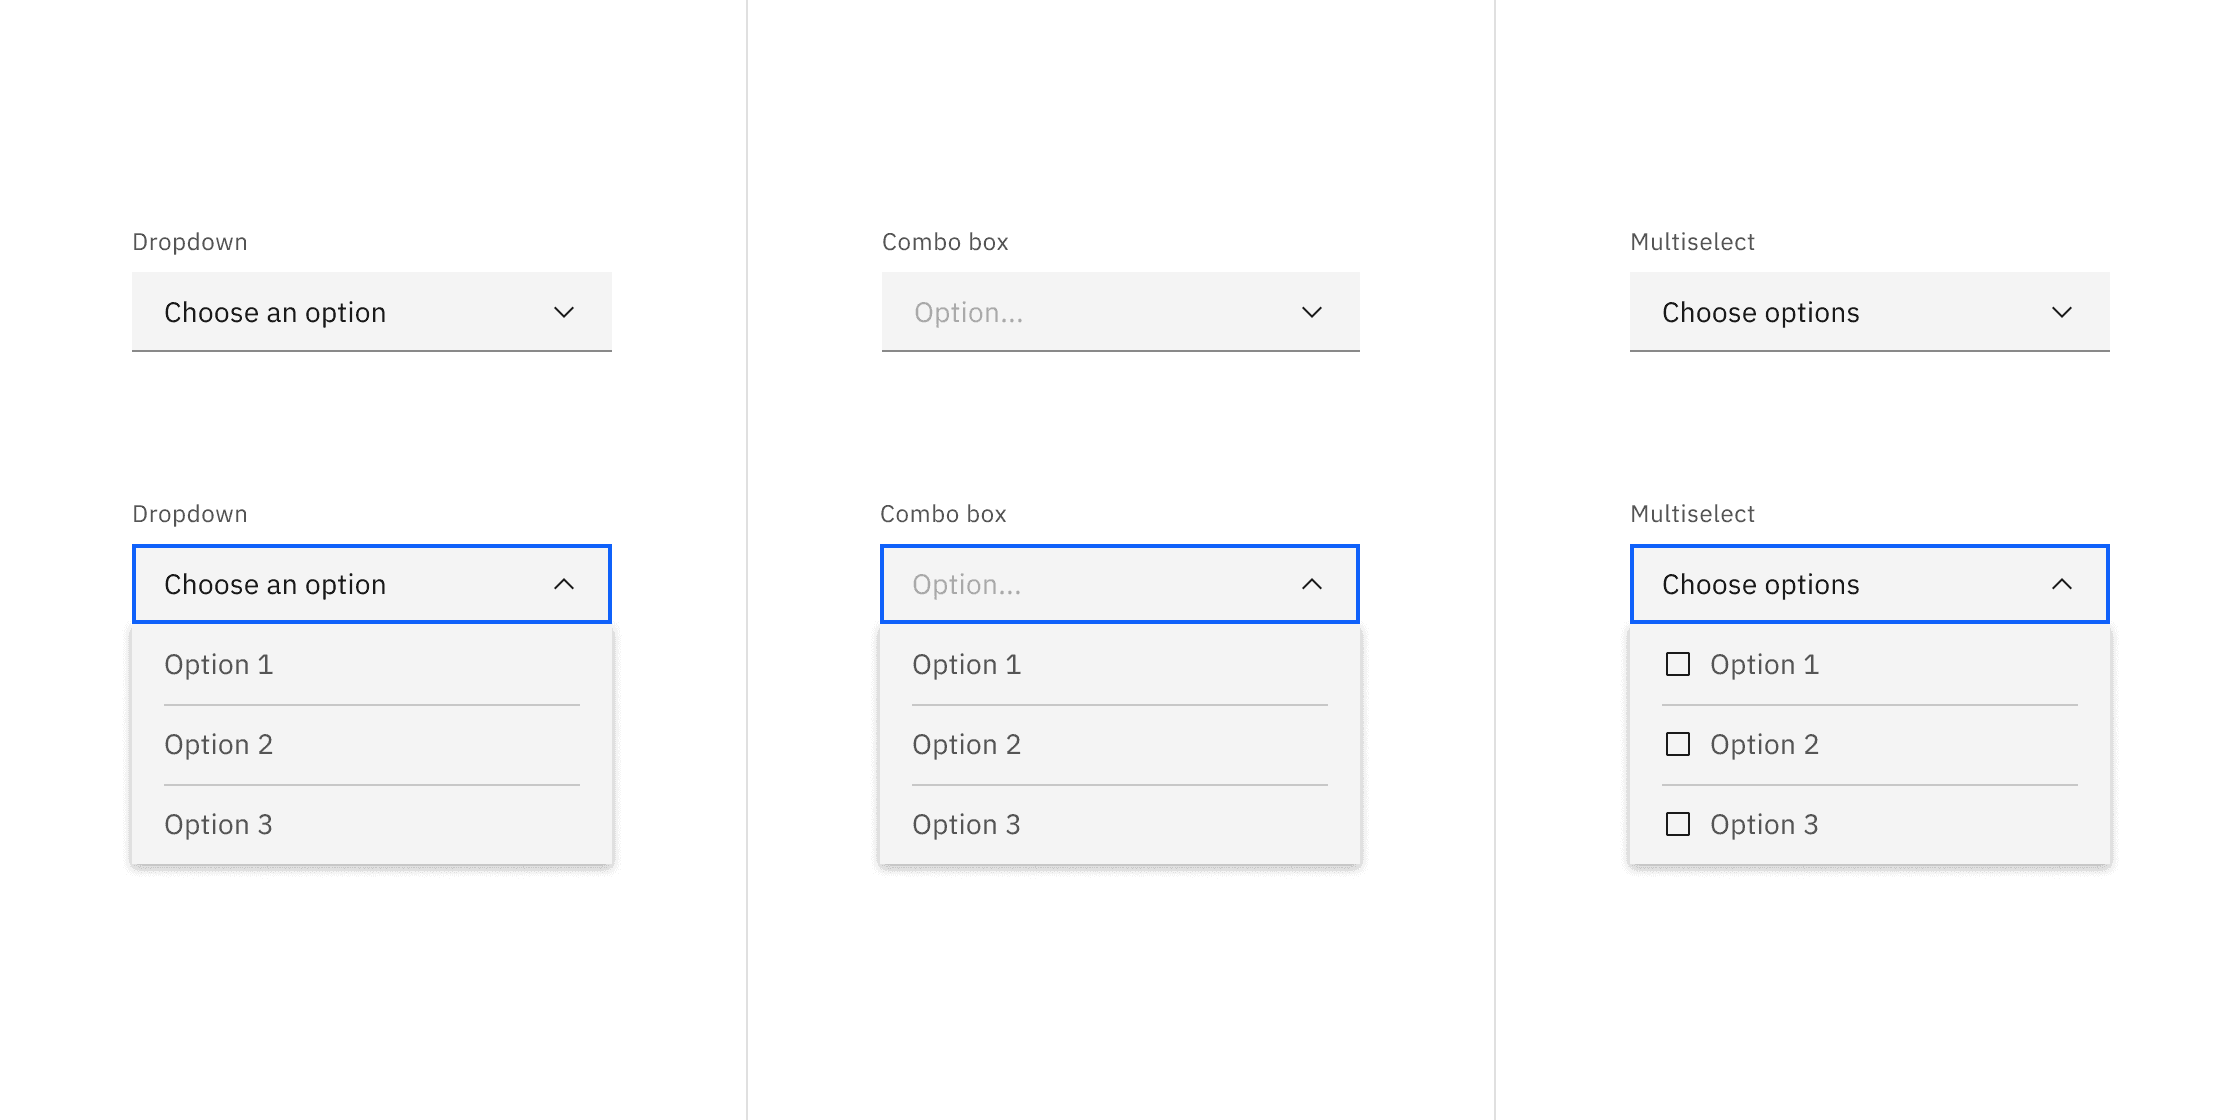 Dropdown
Choose an option
Dropdown
Choose an option
Option 1
Option 2
Option 3
Combo box
Option...
Combo box
Option...
Option 1
Option 2
Option 3
Multiselect
Choose options
Multiselect
Choose options
Option 1
Option 2
Option 3